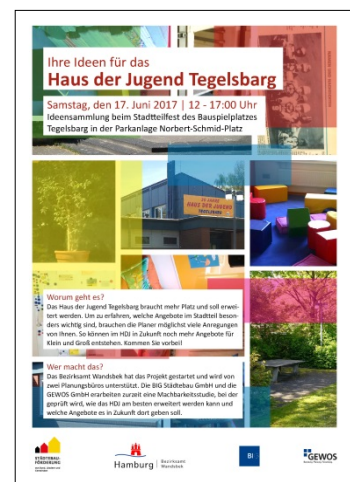 Ihre Ideen für das
Haus der Jugend Tegelsbarg
Samstag, den 17. Juni 2017 | 12 - 17:00 Uhr
Ideensammlung beim Stadtteilfest des Bauspielplatzes
Tegelsbarg in der Parkanlage Norbert-Schmid-Platz
HAUS DER JUGEND
Worum geht es?
Das Haus der Jugend Tegelsbarg braucht mehr Platz und soll erwei-
tert werden. Um zu erfahren, welche Angebote im Stadtteil beson-
ders wichtig sind, brauchen die Planer möglichst viele Anregungen
von Ihnen. So können im HDJ in Zukunft noch mehr Angebote für
Klein und Groß entstehen. Kommen Sie vorbei!
Wer macht das?
Das Bezirksamt Wandsbek hat das Projekt gestartet und wird von
zwei Planungsbüros unterstützt. Die BIG Städtebau GmbH und die
GEWOS GmbH erarbeiten zurzeit eine Machbarkeitsstudie, bei der
geprüft wird, wie das HDJ am besten erweitert werden kann und
welche Angebote es in Zukunft dort geben soll.
STÄDTEBAU-
FÖRDERUNG
Hamburg | Bezirksamt
Wandsbek
BI
GEWOS